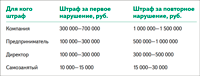 Для кого штраф
Штраф за первое нарушение, руб.
Штраф за повторное нарушение, руб.
Компания 300 000—700 000 1 000 000—1 500 000
Предприниматель 100 000—300 000 500 000—1 000 000
Директор 100 000—300 000 300 000—500 000
Самозанятый 10 000—15 000 15 000—30 000